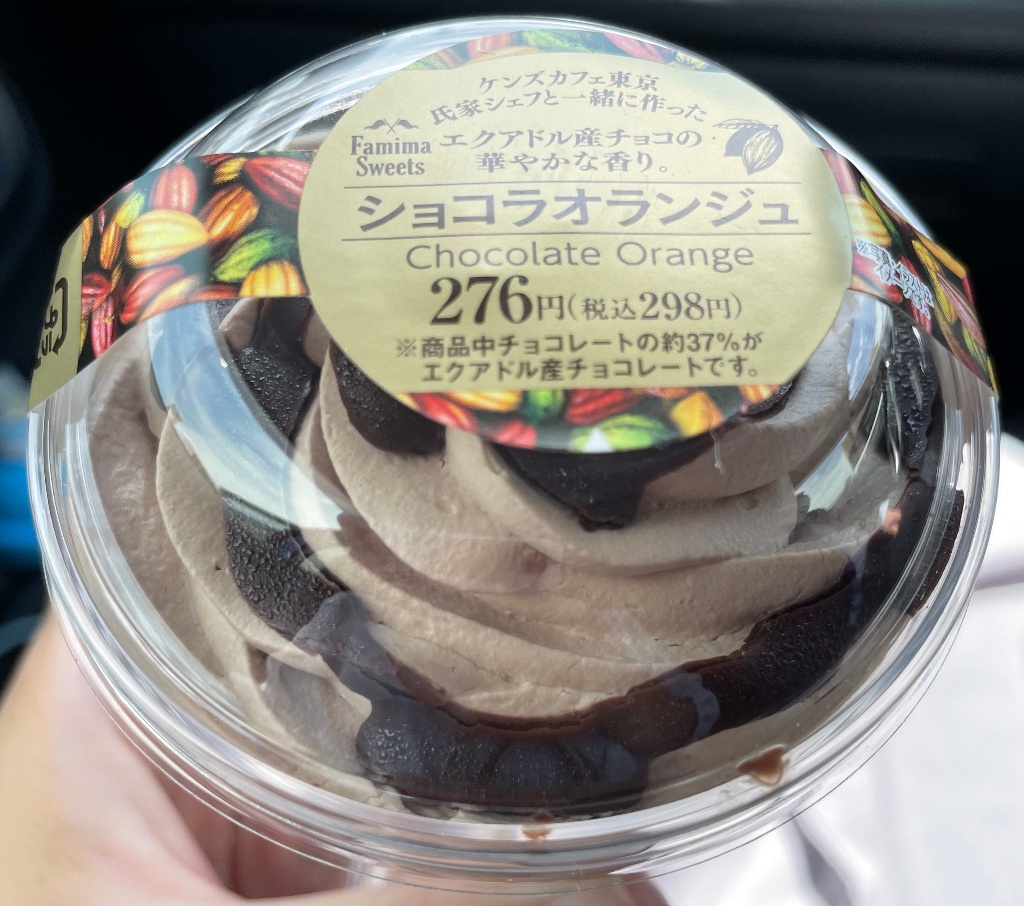 ケンズカフェ東京
氏家シェフと一緒に作った
Famima
Sweets
エクアドル産チョコの
華やかな香り。
ショコラオランジュ
Chocolate Orange
276円(税込298円)
※商品中チョコレートの約37%が
エクアドル産チョコレートです。